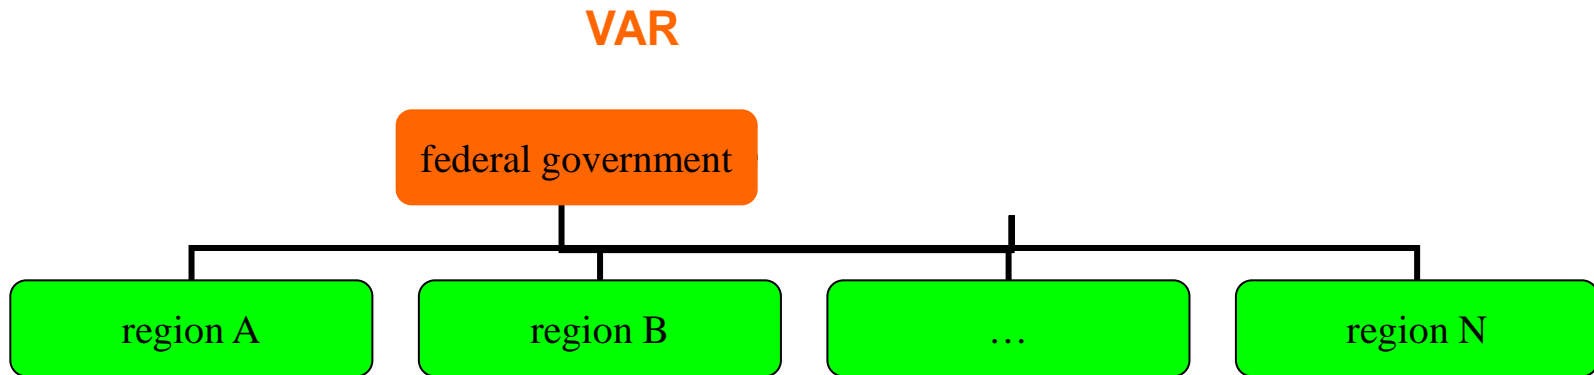 VAR
federal government
region A
region B
…
region N